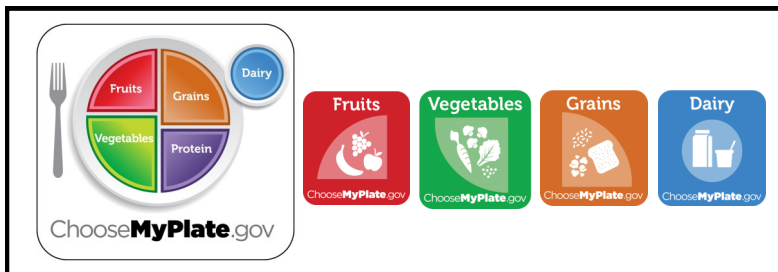 Fruits
Grains
Dairy
Vegetables
Protein
ChooseMyPlate.gov
Fruits
ChooseMyPlate.gov
Vegetables
ChooseMyPlate.gov
Grains
ChooseMyPlate.gov
Dairy
ChooseMyPlate.gov